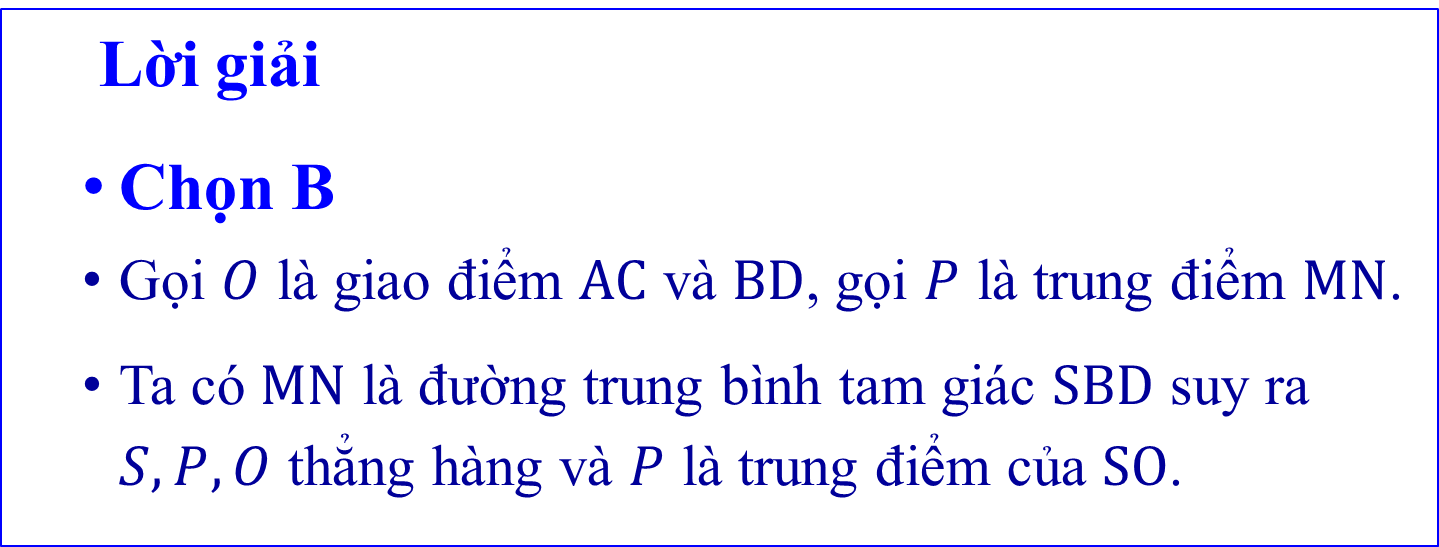 Lời giải
• Chọn B
• Gọi O là giao điểm AC và BD, gọi P là trung điểm MN.
• Ta có MN là đường trung bình tam giác SBD suy ra
S, P, O thẳng hàng và P là trung điểm của SO.